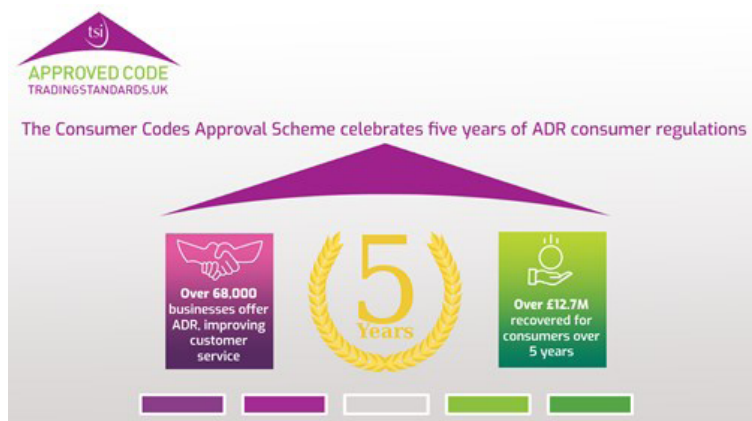 tsi
APPROVED CODE
TRADINGSTANDARDS.UK
The Consumer Codes Approval Scheme celebrates five years of ADR consumer regulations
Over 68,000
businesses offer
ADR, improving
customer
service
5
Years
Over £12.7M
recovered for
consumers over
5 years